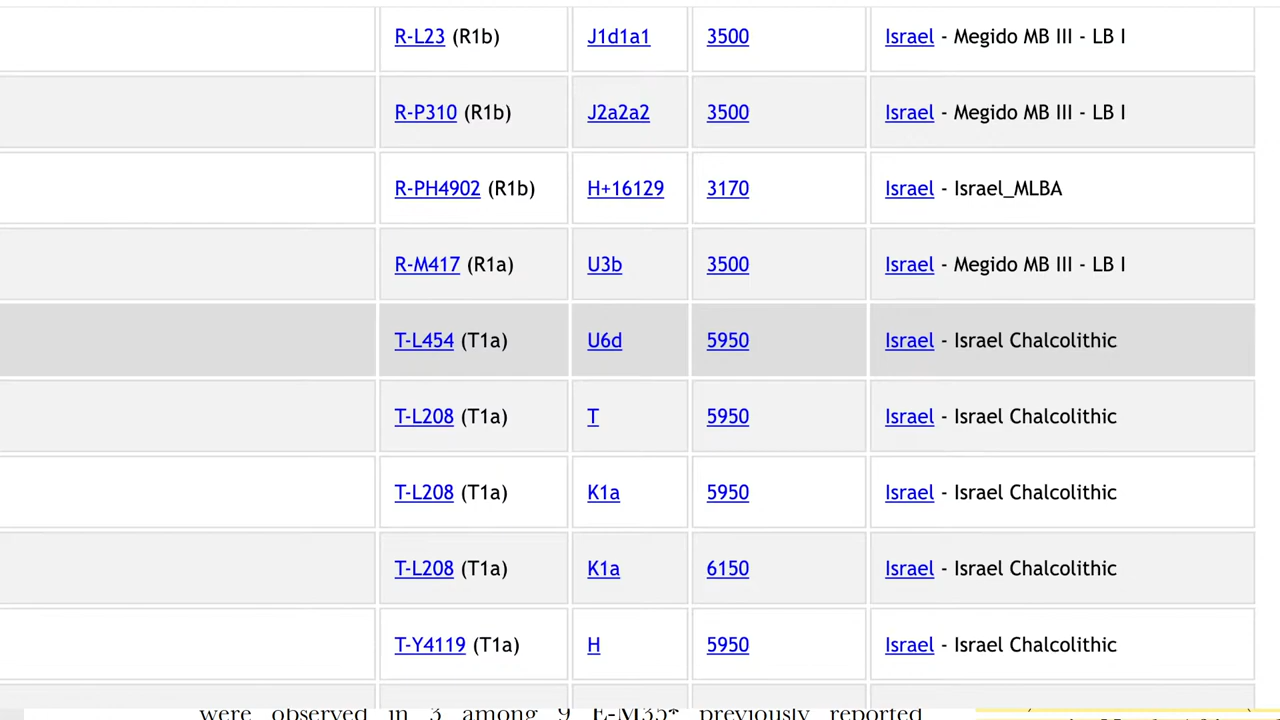 R-L23 (R1b) J1d1a1 3500 Israel - Megido MB III - LB I
R-P310 (R1b) J2a2a2 3500 Israel - Megido MB III - LB I
R-PH4902 (R1b) H+16129 3170 Israel - Israel_MLBA
R-M417 (R1a) U3b 3500 Israel - Megido MB III - LB I
T-L454 (T1a) U6d 5950 Israel - Israel Chalcolithic
T-L208 (T1a) T 5950 Israel - Israel Chalcolithic
T-L208 (T1a) K1a 5950 Israel - Israel Chalcolithic
T-L208 (T1a) K1a 6150 Israel - Israel Chalcolithic
T-Y4119 (T1a) H 5950 Israel - Israel Chalcolithic
were observed in 3 among 9 E-M35* previously reported